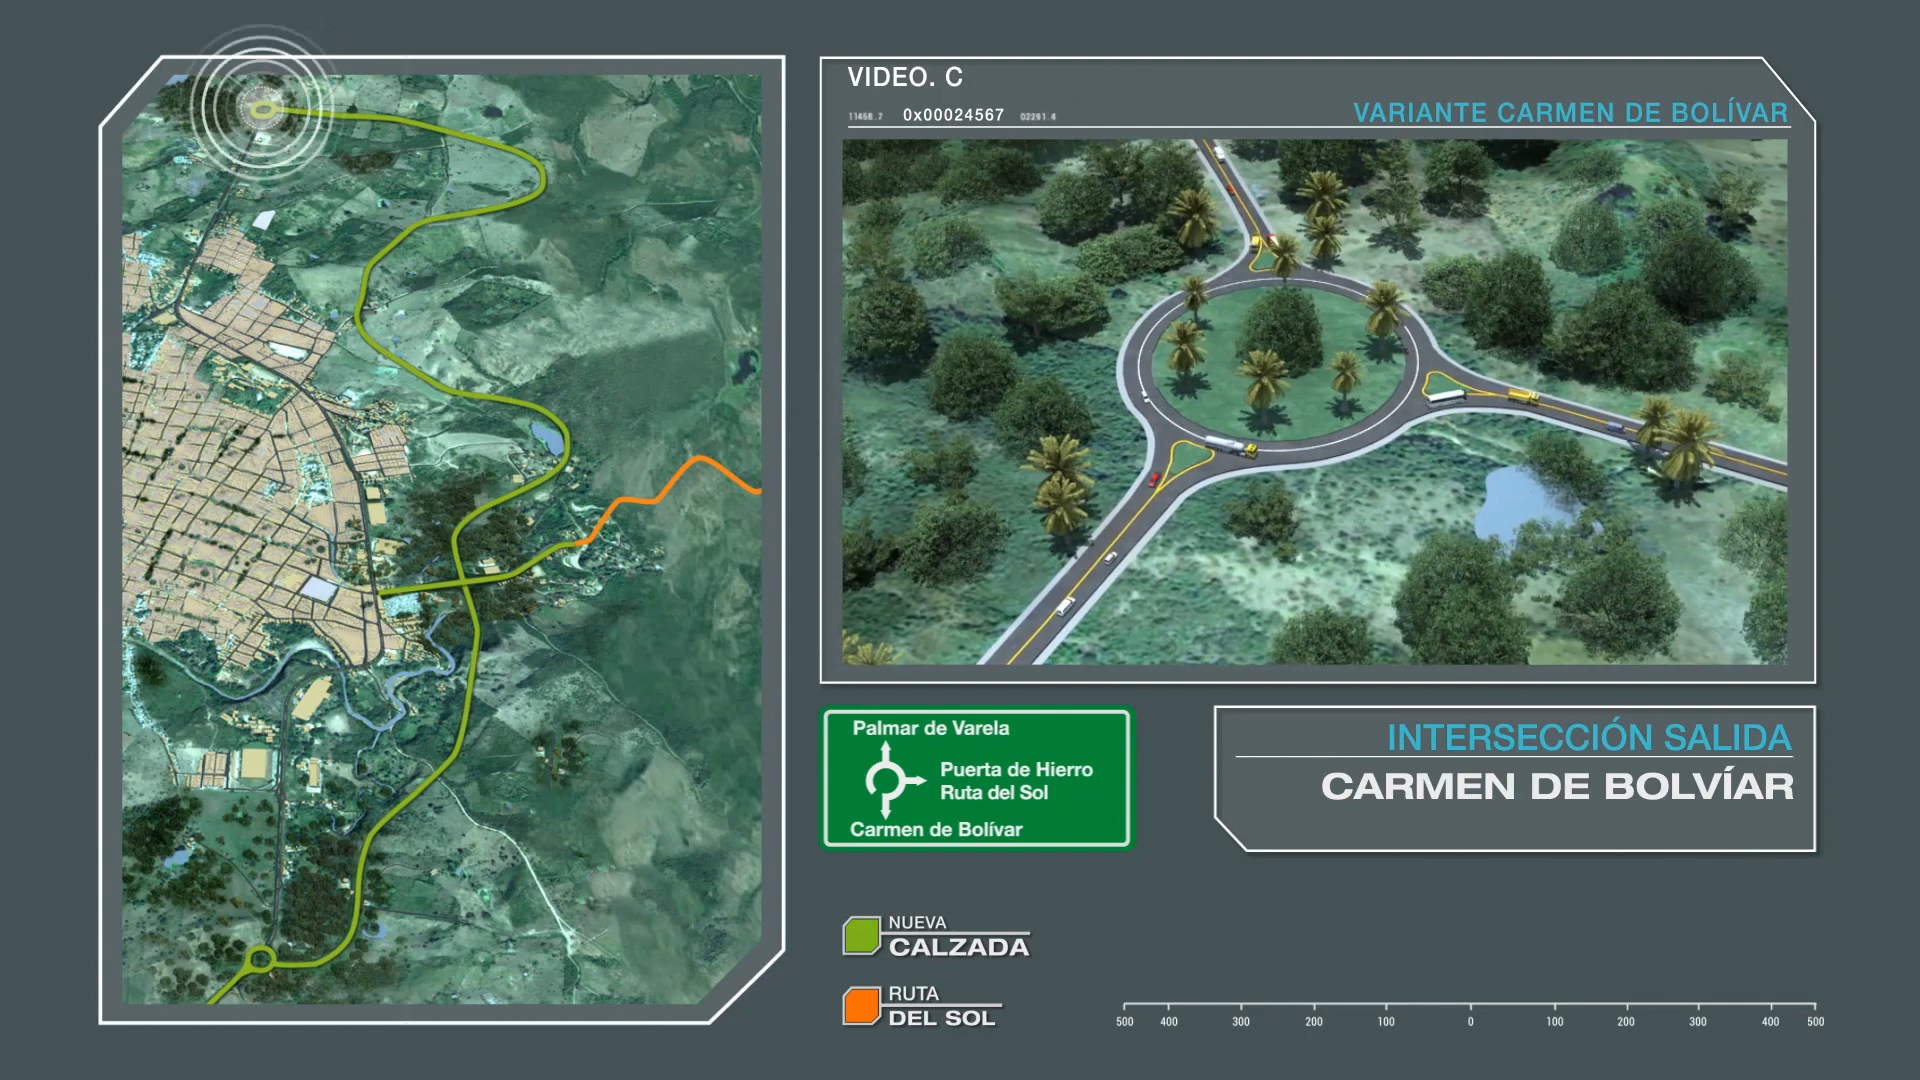 VIDEO. C
11458.7 0x00024567 02291.4
VARIANTE CARMEN DE BOLÍVAR
Palmar de Varela
Puerta de Hierro
Ruta del Sol
Carmen de Bolívar
INTERSECCIÓN SALIDA
CARMEN DE BOLVÍAR
NUEVA
CALZADA
RUTA
DEL SOL
500 400 300 200 100 0 100 200 300 400 500